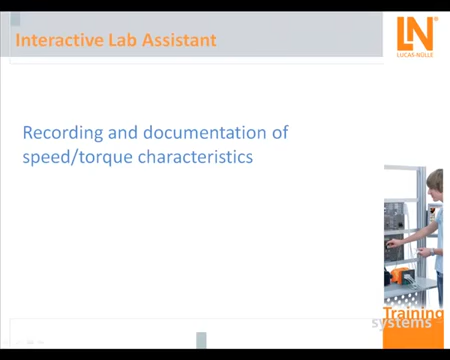 Interactive Lab Assistant
LN®
LUCAS-NÜLLE
Recording and documentation of
speed/torque characteristics
Training
systems